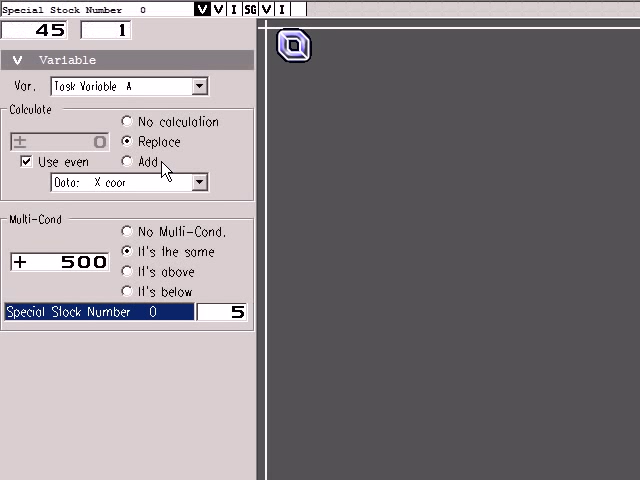 Special Stock Number 0 V V I SG V I
45 1
V Variable
Var. Task Variable A
Calculate
No calculation
± 0 Replace
Use even Add
Data: X coor
Multi-Cond
No Multi-Cond.
+ 500 It's the same
It's above
It's below
Special Stock Number 0 5